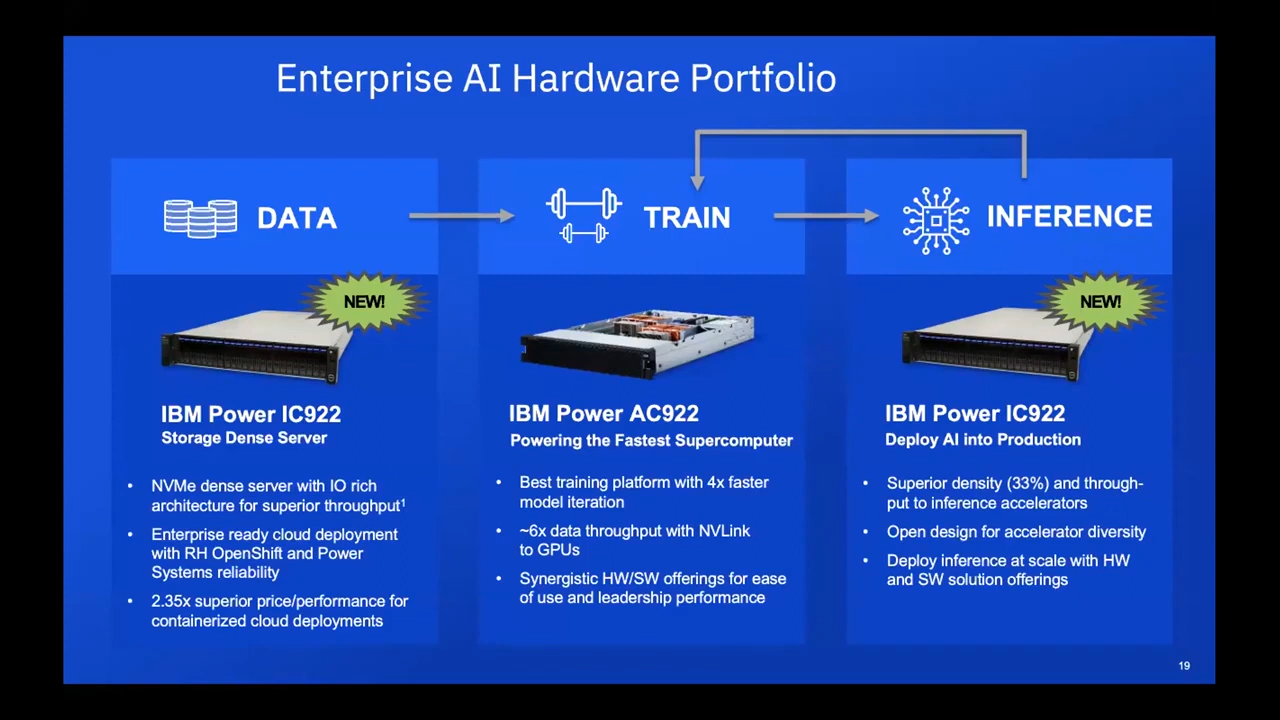 Enterprise AI Hardware Portfolio
DATA
TRAIN
INFERENCE
NEW!
NEW!
IBM Power IC922
Storage Dense Server
• NVMe dense server with IO rich
architecture for superior throughput¹
• Enterprise ready cloud deployment
with RH OpenShift and Power
Systems reliability
• 2.35x superior price/performance for
containerized cloud deployments
IBM Power AC922
Powering the Fastest Supercomputer
• Best training platform with 4x faster
model iteration
• ~6x data throughput with NVLink
to GPUs
• Synergistic HW/SW offerings for ease
of use and leadership performance
IBM Power IC922
Deploy AI into Production
• Superior density (33%) and through-
put to inference accelerators
• Open design for accelerator diversity
• Deploy inference at scale with HW
and SW solution offerings
19